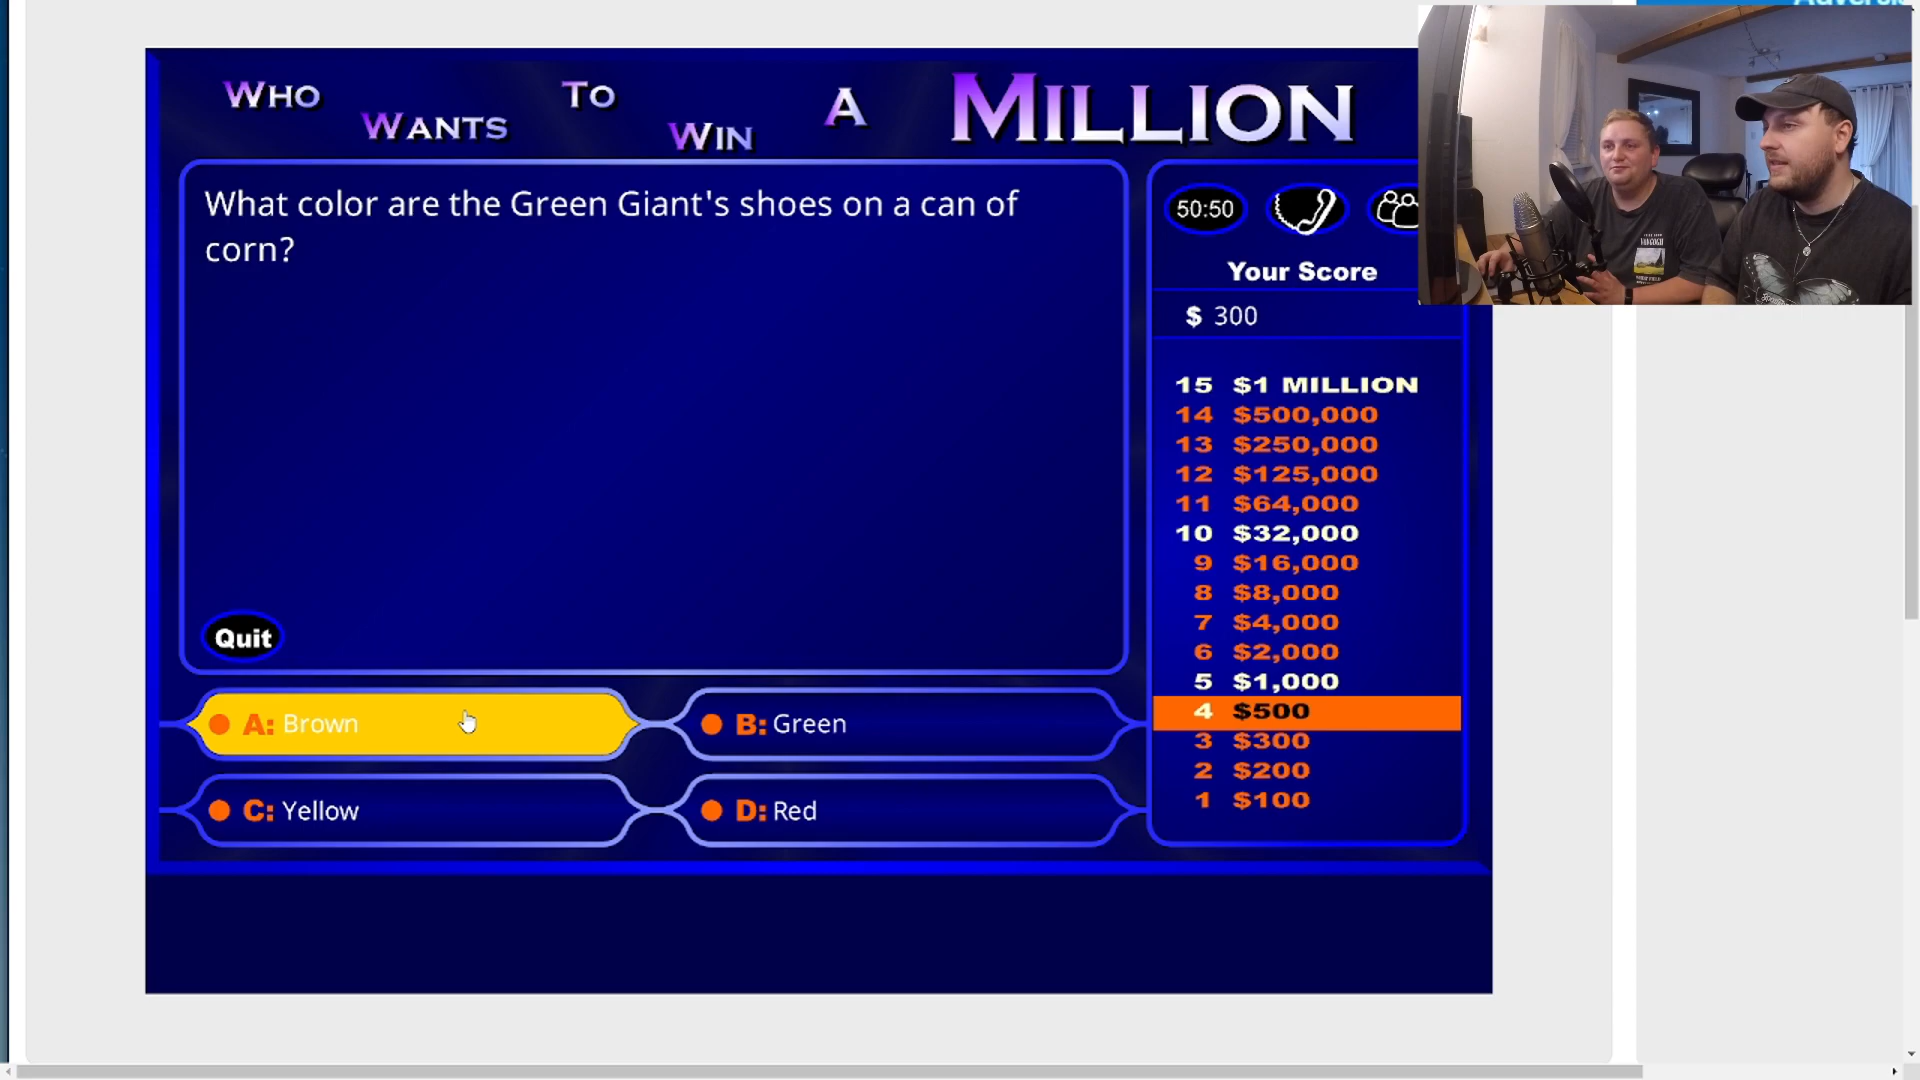 WHO WANTS TO WIN A MILLION
What color are the Green Giant's shoes on a can of
corn?
50:50
Your Score
$ 300
15 $1 MILLION
14 $500,000
13 $250,000
12 $125,000
11 $64,000
10 $32,000
9 $16,000
8 $8,000
7 $4,000
6 $2,000
5 $1,000
4 $500
3 $300
2 $200
1 $100
Quit
A: Brown
B: Green
C: Yellow
D: Red